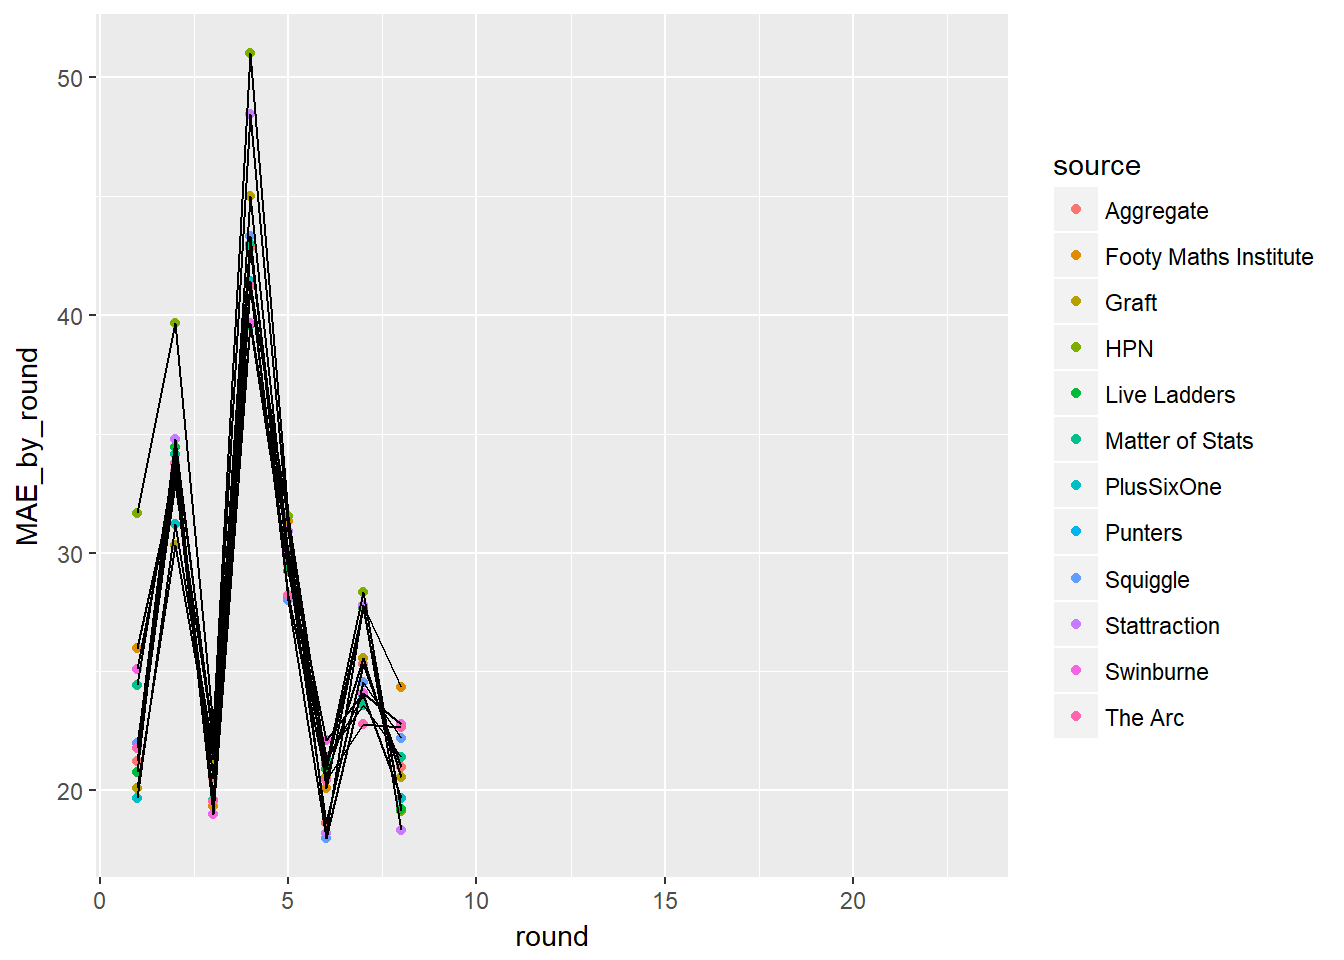 50
40
30
20
MAE_by_round
0
5
10
15
20
round
source
Aggregate
Footy Maths Institute
Graft
HPN
Live Ladders
Matter of Stats
PlusSixOne
Punters
Squiggle
Stattraction
Swinburne
The Arc